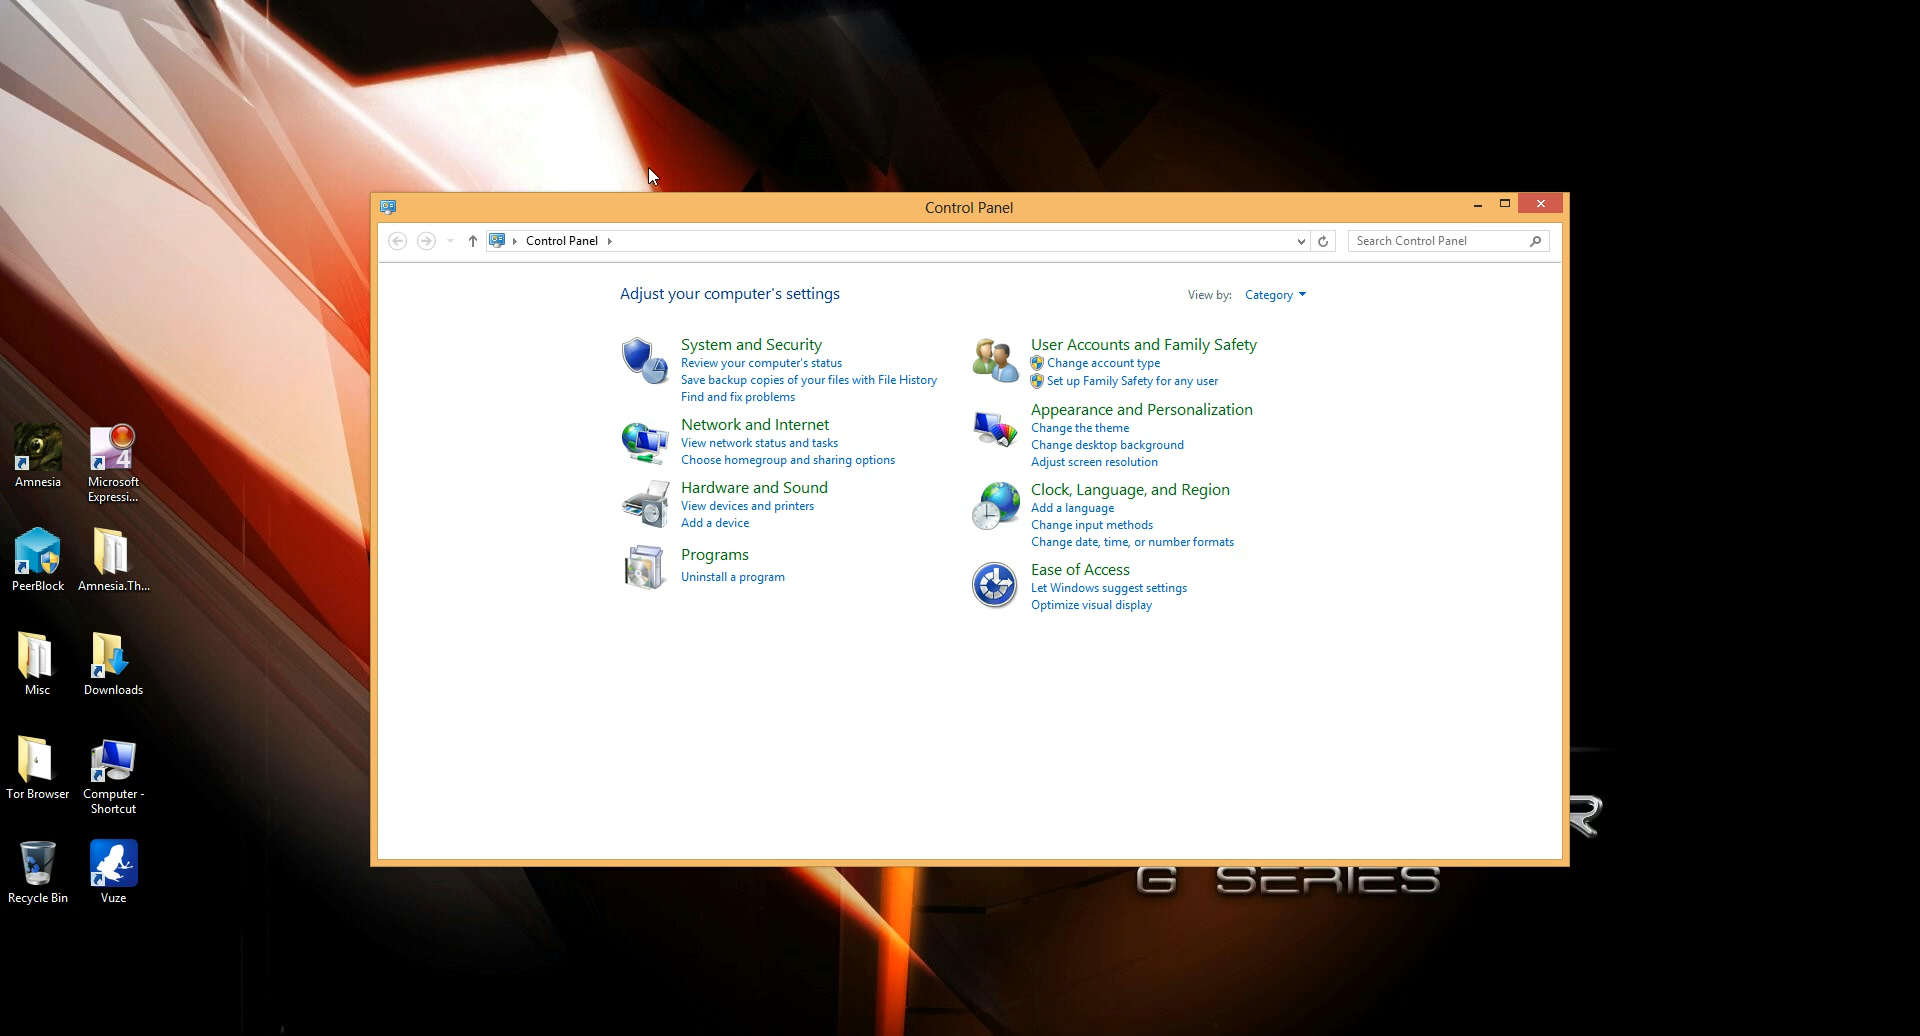 Control Panel
Control Panel
Search Control Panel
Adjust your computer's settings
View by: Category
System and Security
Review your computer's status
Save backup copies of your files with File History
Find and fix problems
Network and Internet
View network status and tasks
Choose homegroup and sharing options
Hardware and Sound
View devices and printers
Add a device
Programs
Uninstall a program
User Accounts and Family Safety
Change account type
Set up Family Safety for any user
Appearance and Personalization
Change the theme
Change desktop background
Adjust screen resolution
Clock, Language, and Region
Add a language
Change input methods
Change date, time, or number formats
Ease of Access
Let Windows suggest settings
Optimize visual display
Amnesia
Microsoft
Expressi...
4
PeerBlock
Amnesia.Th...
Misc
Downloads
Tor Browser
Computer -
Shortcut
Recycle Bin
Vuze
R
G SERIES